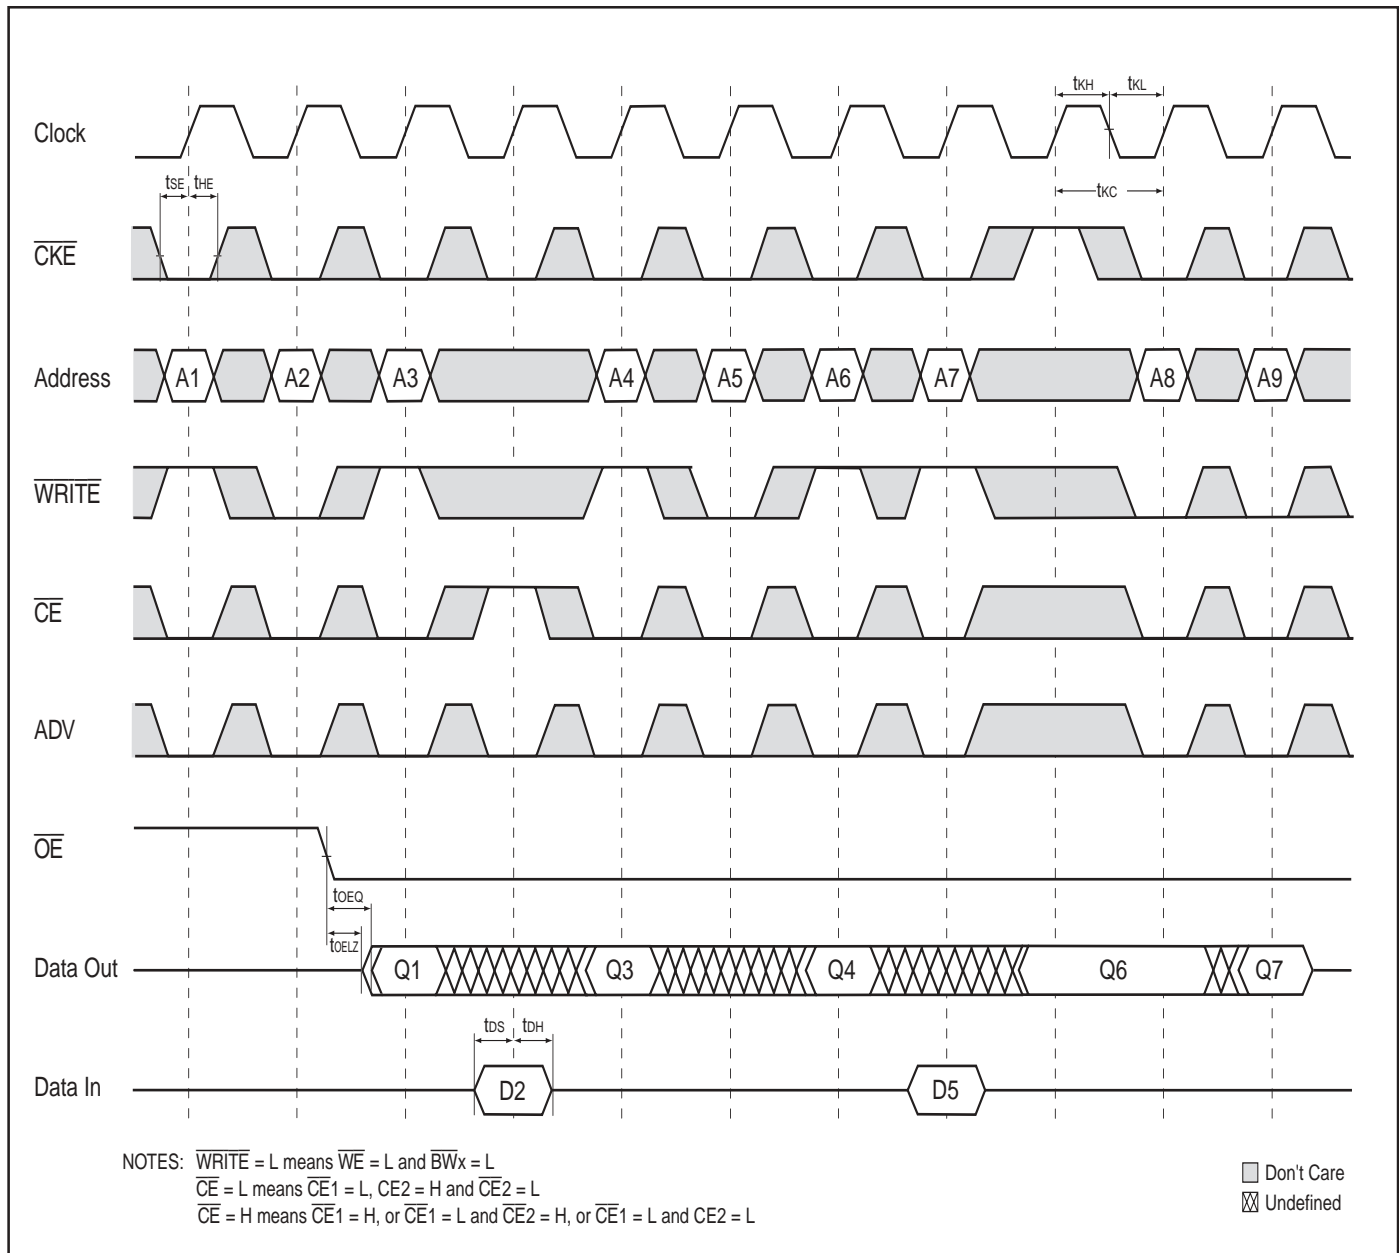 tKH tKL
Clock
tSE tHE
tKC
CKE
Address A1 A2 A3 A4 A5 A6 A7 A8 A9
WRITE
CE
ADV
OE
tOEQ
tOELZ
Data Out Q1 Q3 Q4 Q6 Q7
tDS tDH
Data In D2 D5
NOTES: WRITE = L means WE = L and BWx = L
CE = L means CE1 = L, CE2 = H and CE2 = L
CE = H means CE1 = H, or CE1 = L and CE2 = H, or CE1 = L and CE2 = L
Don't Care
Undefined